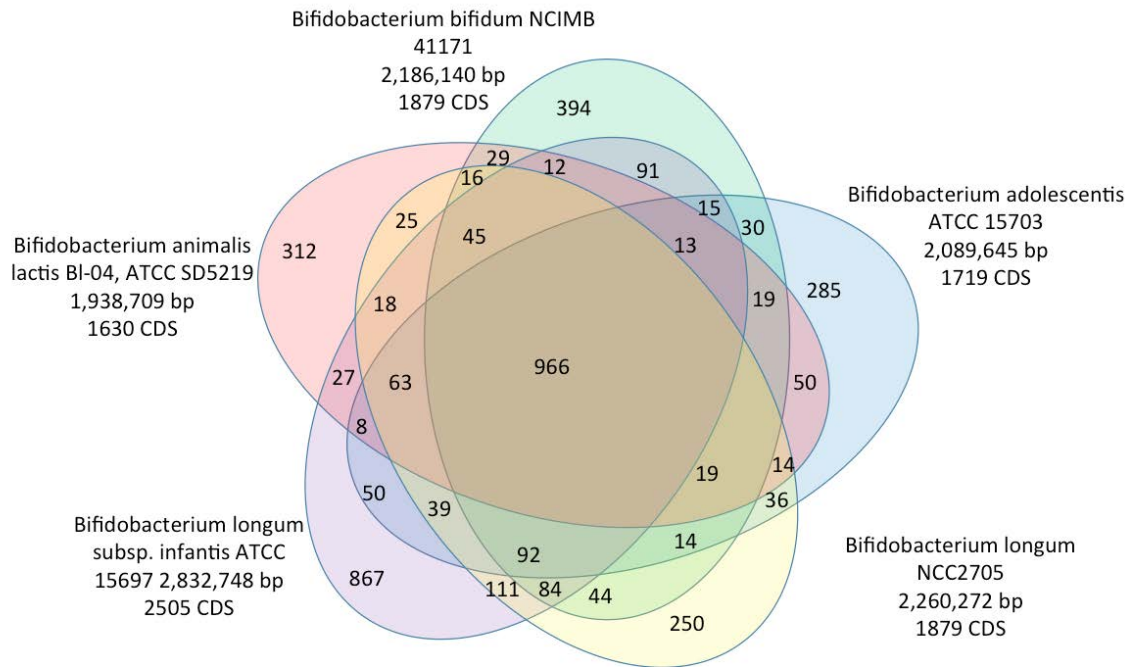 Bifidobacterium bifidum NCIMB
41171
2,186,140 bp
1879 CDS
394
29
12
91
16
15
30
25
45
13
Bifidobacterium adolescentis
ATCC 15703
2,089,645 bp
1719 CDS
Bifidobacterium animalis
lactis Bl-04, ATCC SD5219
1,938,709 bp
1630 CDS
312
285
18
19
27
63
966
50
8
19
14
50
39
36
14
92
Bifidobacterium longum
subsp. infantis ATCC
15697 2,832,748 bp
2505 CDS
867
111
84
44
250
Bifidobacterium longum
NCC2705
2,260,272 bp
1879 CDS